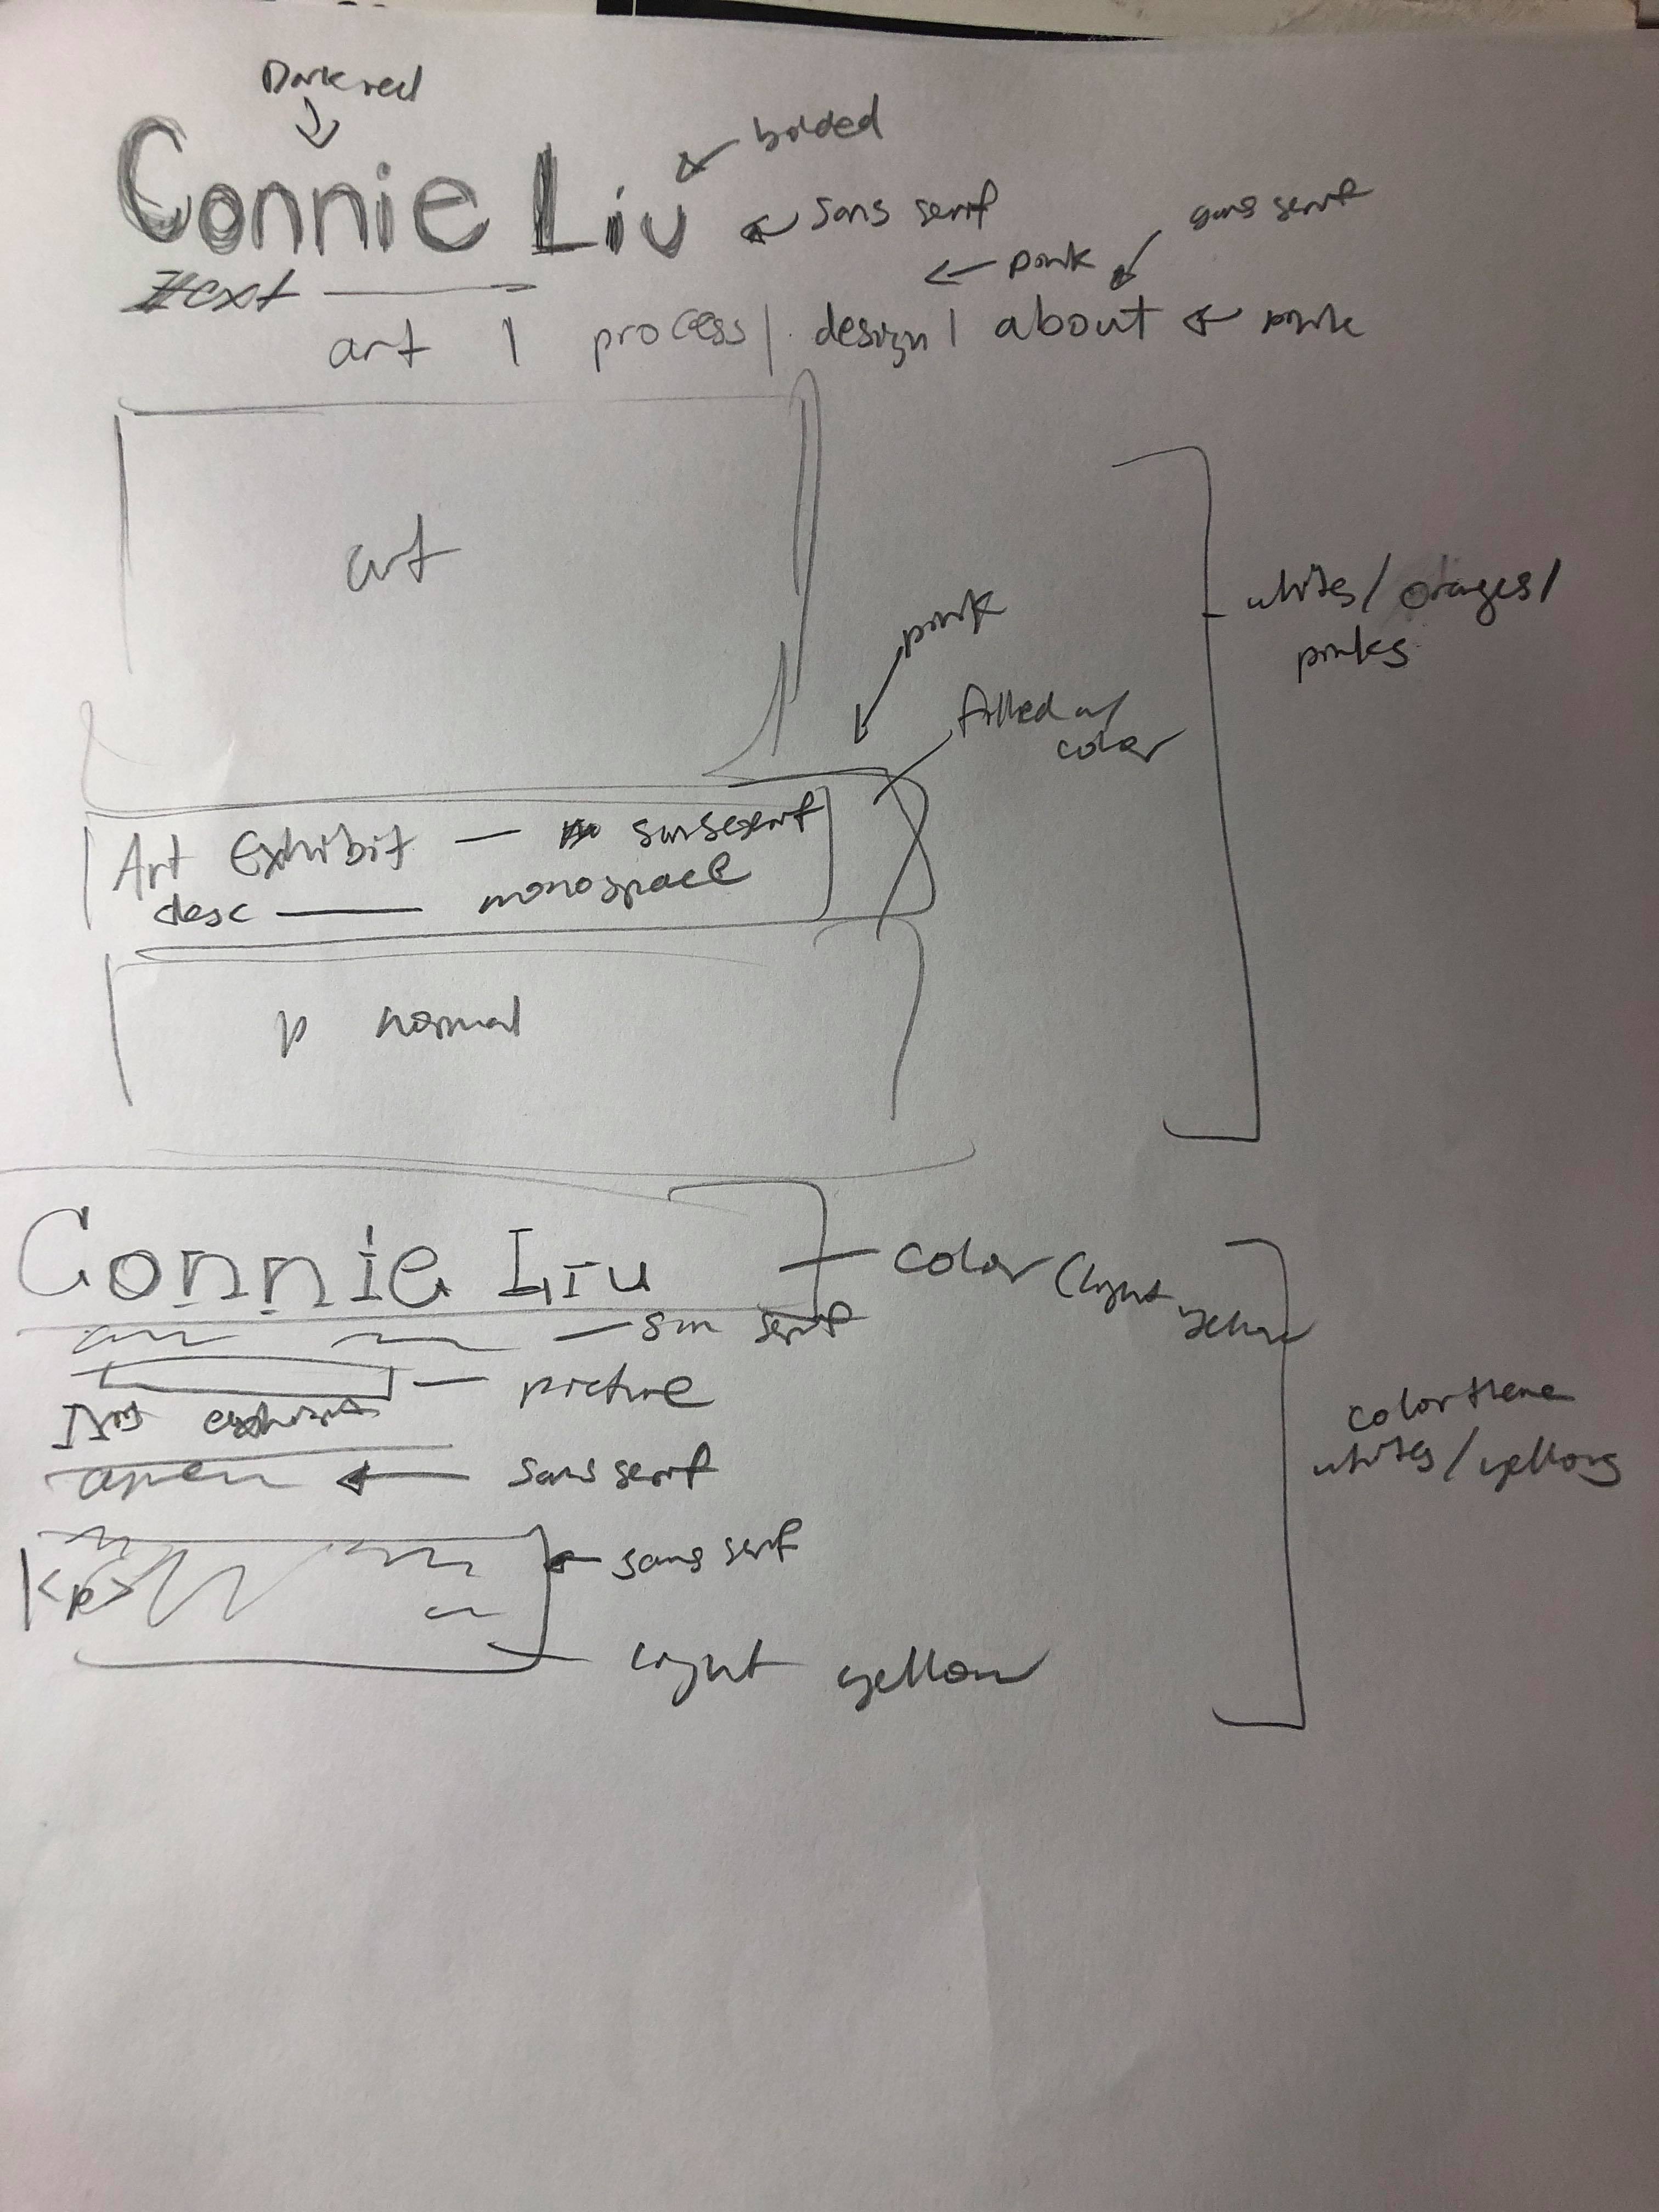 Dark red
bolded
Connie Liu
sans serif
sans serif
pink
text
art | process | design | about
pink
art
whites / oranges /
pinks
pink
filled w/
color
Art Exhibit — sansserif
desc — monospace
p normal
Connie Liu
color (light
yellow
san serif
picture
sans serif
color theme
whites / yellows
<p>
sans serif
light yellow